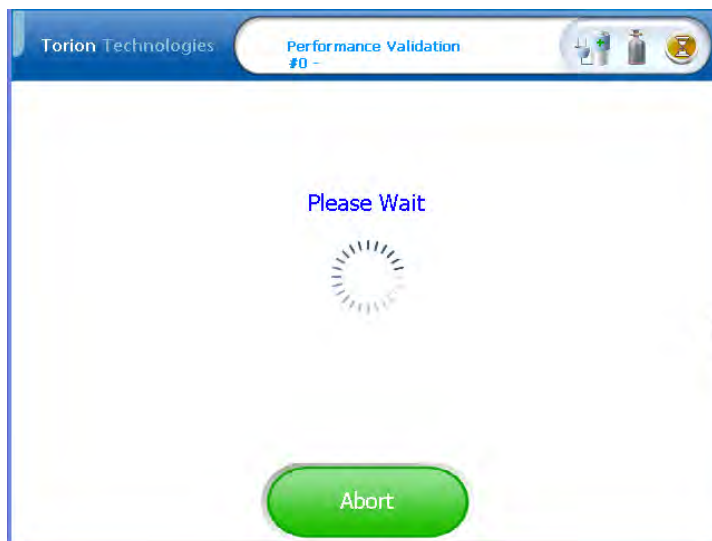 Torion Technologies
Performance Validation
#0 -
Please Wait
Abort